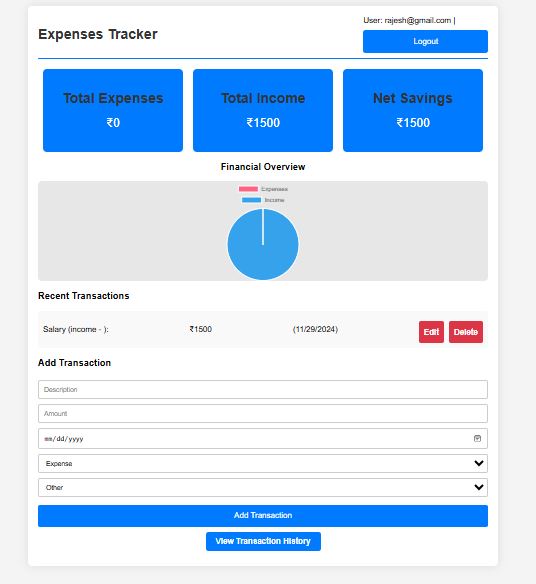 User: rajesh@gmail.com |
Expenses Tracker
Logout
Total Expenses
₹0
Total Income
₹1500
Net Savings
₹1500
Financial Overview
Expenses
Income
Recent Transactions
Salary (income - ): ₹1500 (11/29/2024) Edit Delete
Add Transaction
Description
Amount
mm/dd/yyyy
Expense
Other
Add Transaction
View Transaction History